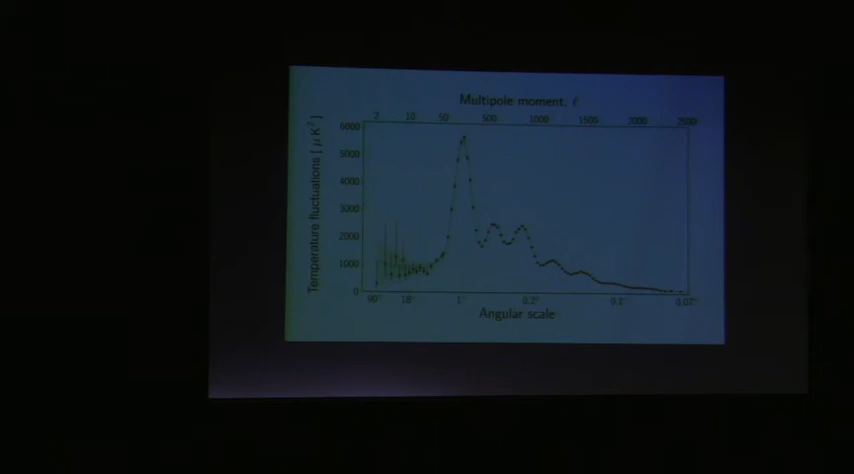 Multipole moment, ℓ
2 10 50 500 1000 1500 2000 2500
Temperature fluctuations [ μ K² ]
6000
5000
4000
3000
2000
1000
0
90° 18° 1° 0.2° 0.1° 0.07°
Angular scale